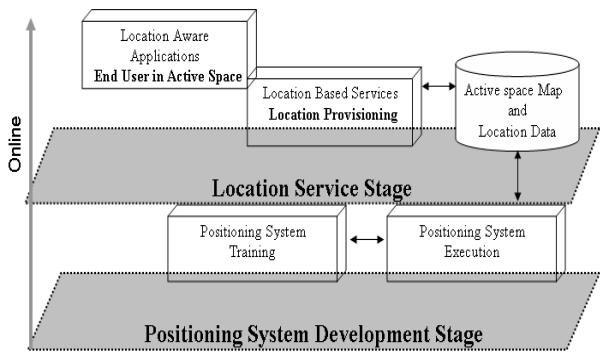 Location Aware
Applications
End User in Active Space
Location Based Services
Location Provisioning
Active space Map
and
Location Data
Online
Location Service Stage
Positioning System
Training
Positioning System
Execution
Positioning System Development Stage